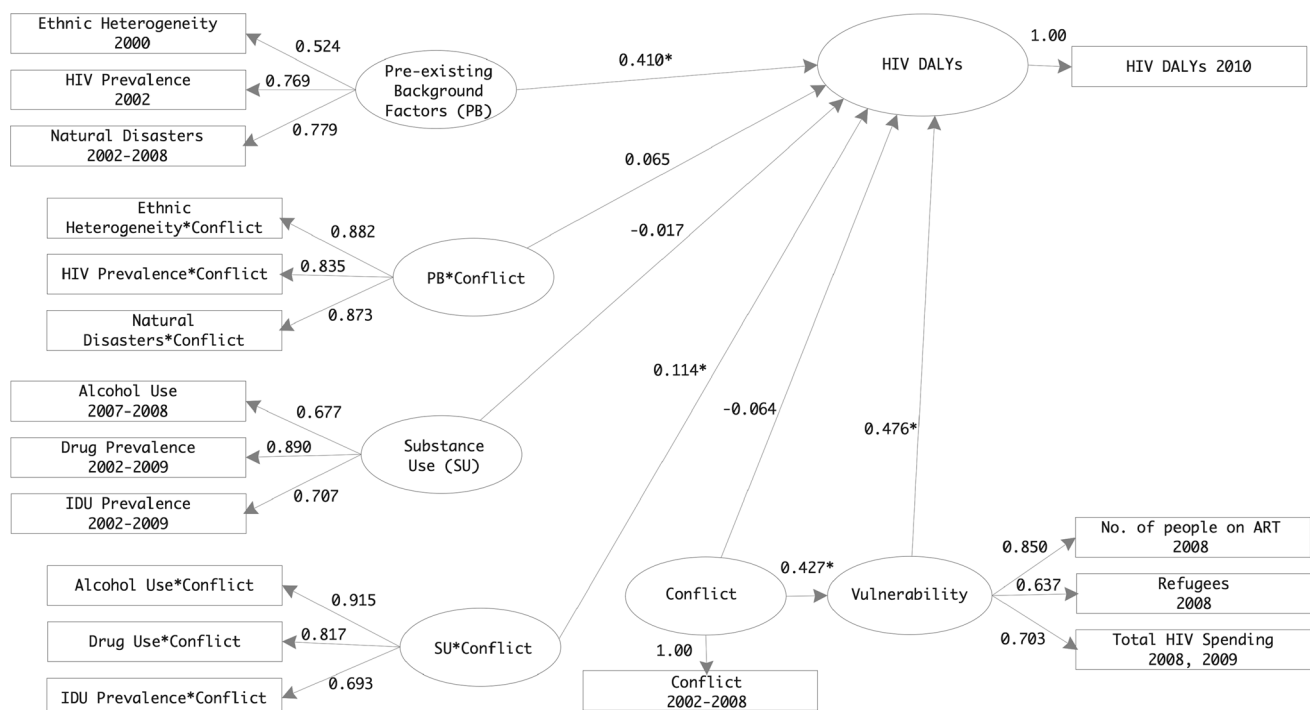 Ethnic Heterogeneity
2000
HIV Prevalence
2002
Natural Disasters
2002-2008
0.524
0.769
0.779
Pre-existing
Background
Factors (PB)
0.410*
HIV DALYs
1.00
HIV DALYs 2010
Ethnic
Heterogeneity*Conflict
HIV Prevalence*Conflict
Natural
Disasters*Conflict
0.882
0.835
0.873
PB*Conflict
0.065
Alcohol Use
2007-2008
Drug Prevalence
2002-2009
IDU Prevalence
2002-2009
0.677
0.890
0.707
Substance
Use (SU)
-0.017
Alcohol Use*Conflict
Drug Use*Conflict
IDU Prevalence*Conflict
0.915
0.817
0.693
SU*Conflict
0.114*
-0.064
0.476*
Conflict
1.00
Conflict
2002-2008
0.427*
Vulnerability
0.850
0.637
0.703
No. of people on ART
2008
Refugees
2008
Total HIV Spending
2008, 2009